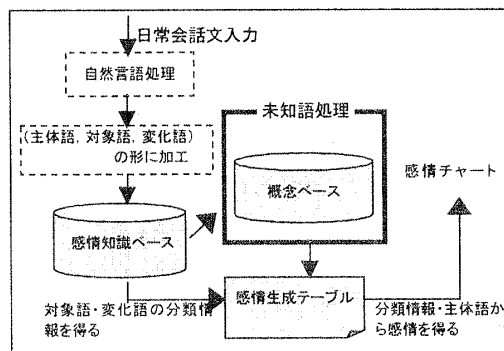 日常会話文入力
自然言語処理
(主体語, 対象語, 変化語)
の形に加工
未知語処理
概念ベース
感情チャート
感情知識ベース
感情生成テーブル
対象語・変化語の分類情
報を得る
分類情報・主体語か
ら感情を得る